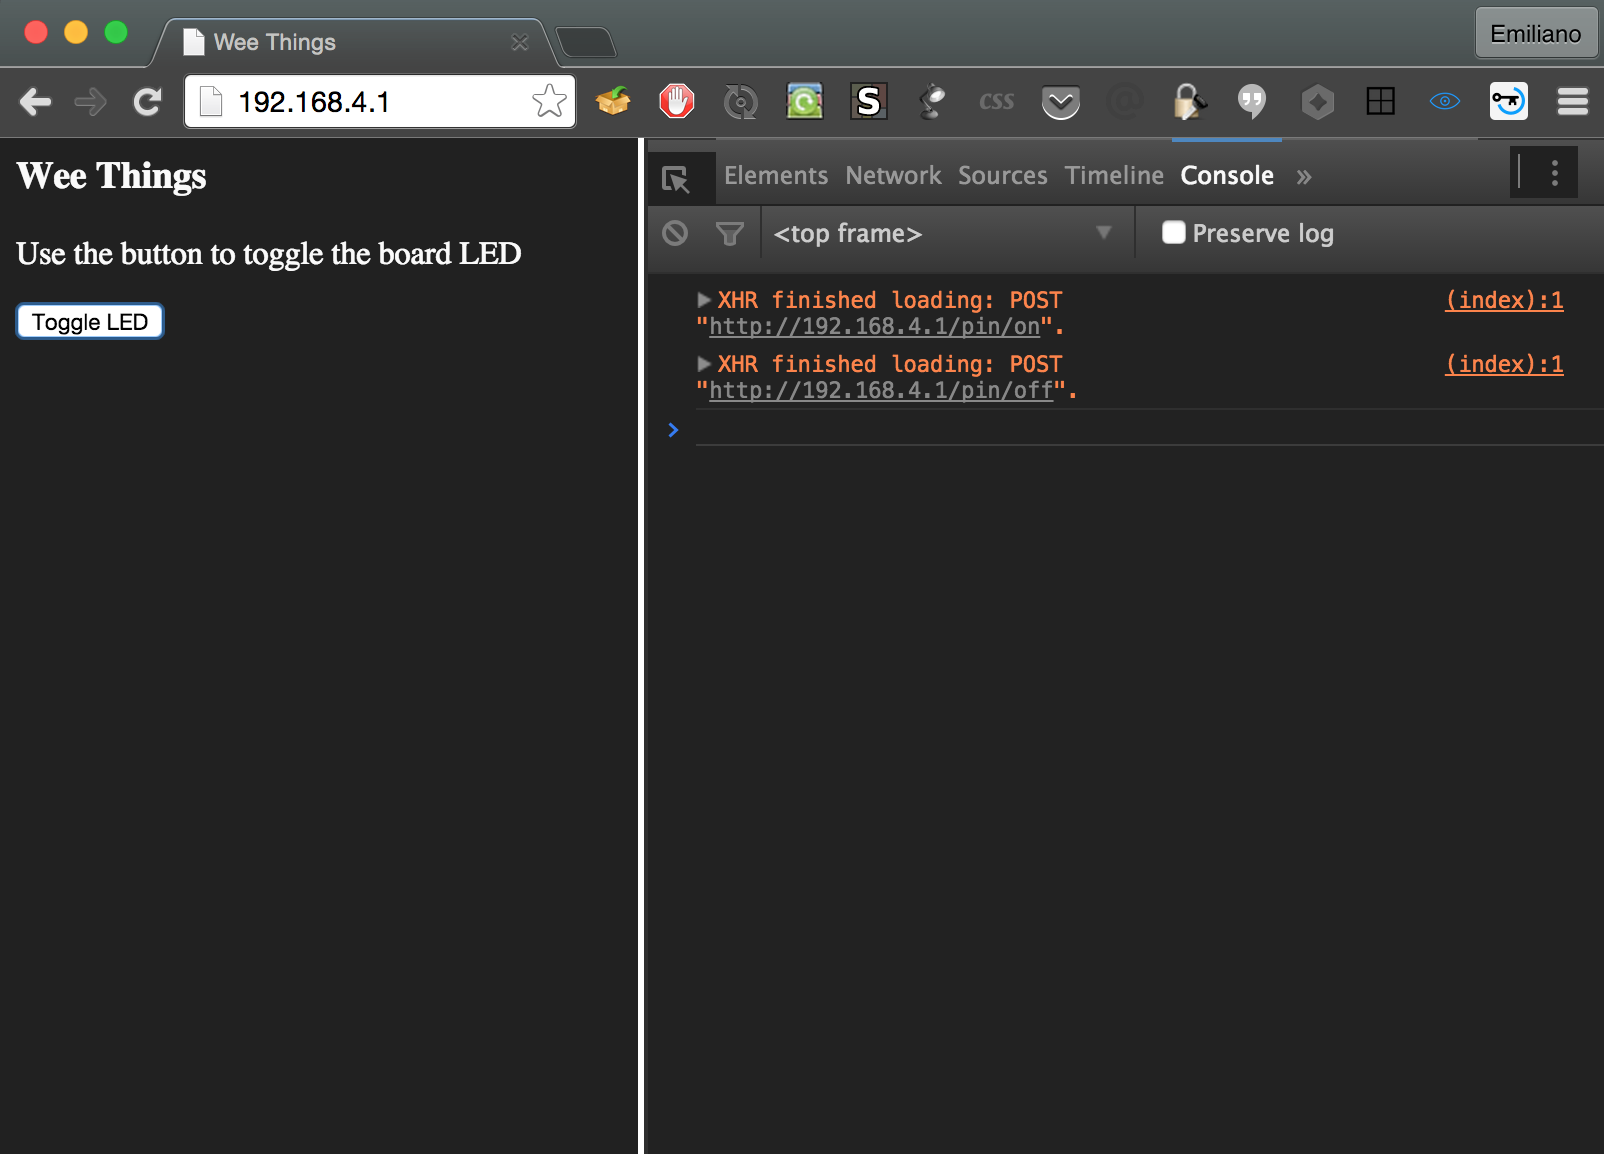 Wee Things
Emiliano
192.168.4.1
S
css
@
Wee Things
Use the button to toggle the board LED
Toggle LED
Elements Network Sources Timeline Console »
<top frame> Preserve log
XHR finished loading: POST (index):1
"http://192.168.4.1/pin/on".
XHR finished loading: POST (index):1
"http://192.168.4.1/pin/off".
>